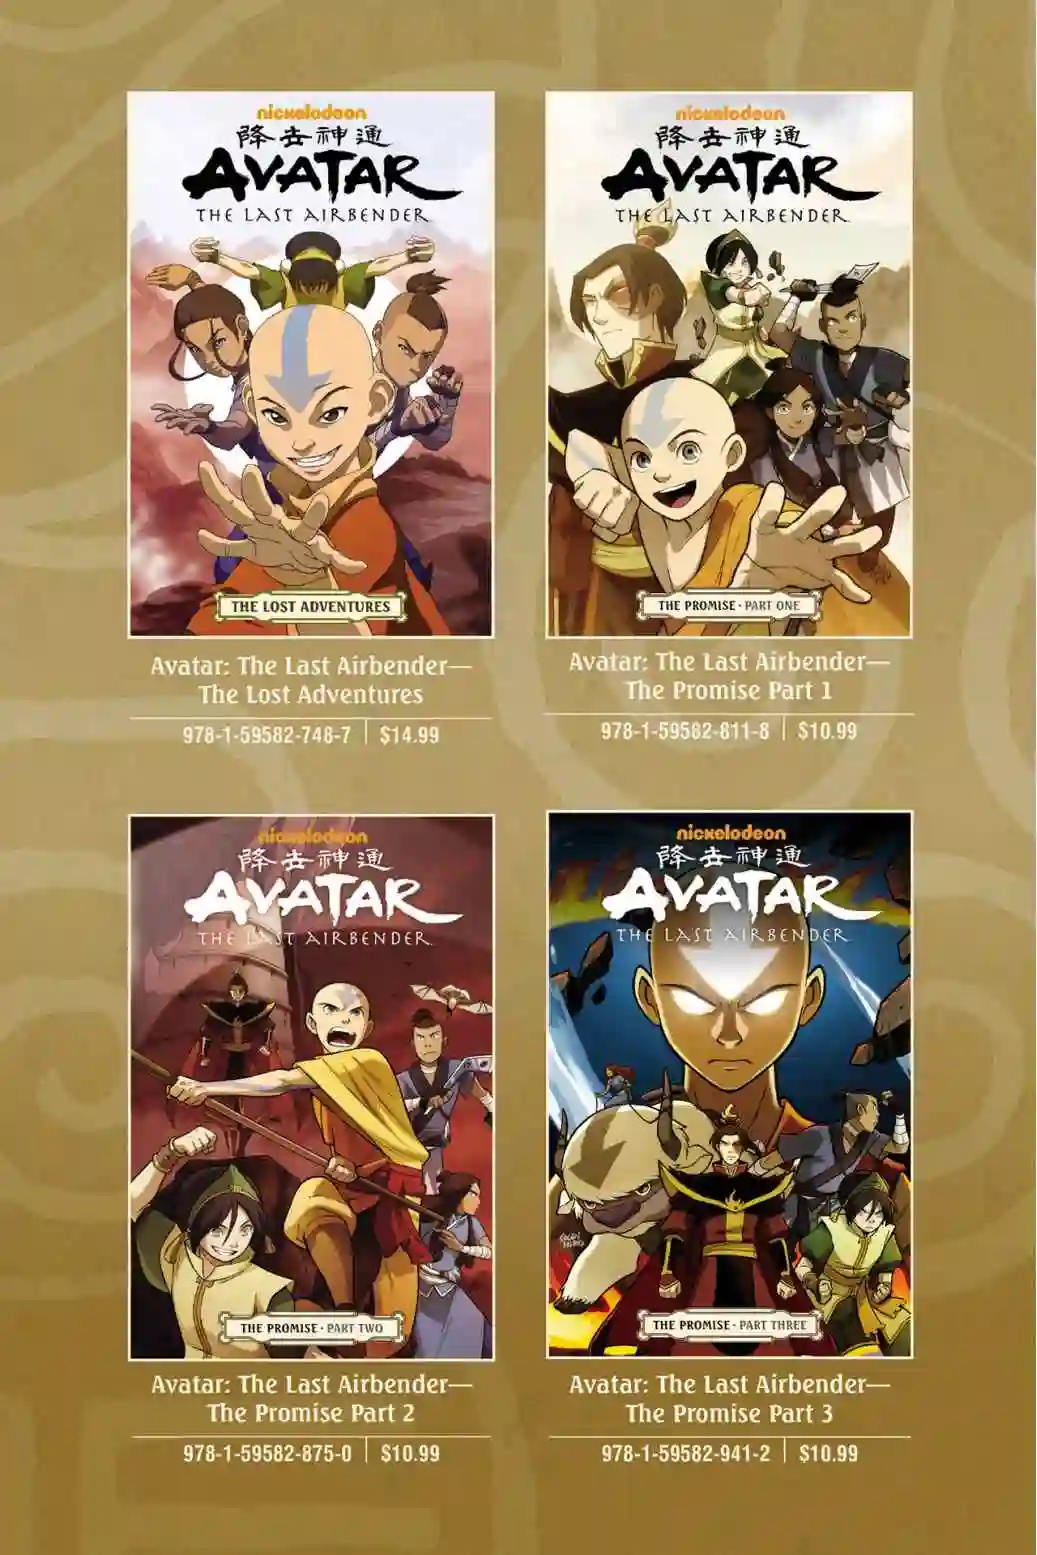 nickelodeon
降去神通
AVATAR
THE LAST AIRBENDER
THE LOST ADVENTURES
Avatar: The Last Airbender—
The Lost Adventures
978-1-59582-748-7 | $14.99
nickelodeon
降去神通
AVATAR
THE LAST AIRBENDER
THE PROMISE · PART ONE
Avatar: The Last Airbender—
The Promise Part 1
978-1-59582-811-8 | $10.99
nickelodeon
降去神通
AVATAR
THE LAST AIRBENDER
THE PROMISE · PART TWO
Avatar: The Last Airbender—
The Promise Part 2
978-1-59582-875-0 | $10.99
nickelodeon
降去神通
AVATAR
THE LAST AIRBENDER
THE PROMISE · PART THREE
Avatar: The Last Airbender—
The Promise Part 3
978-1-59582-941-2 | $10.99